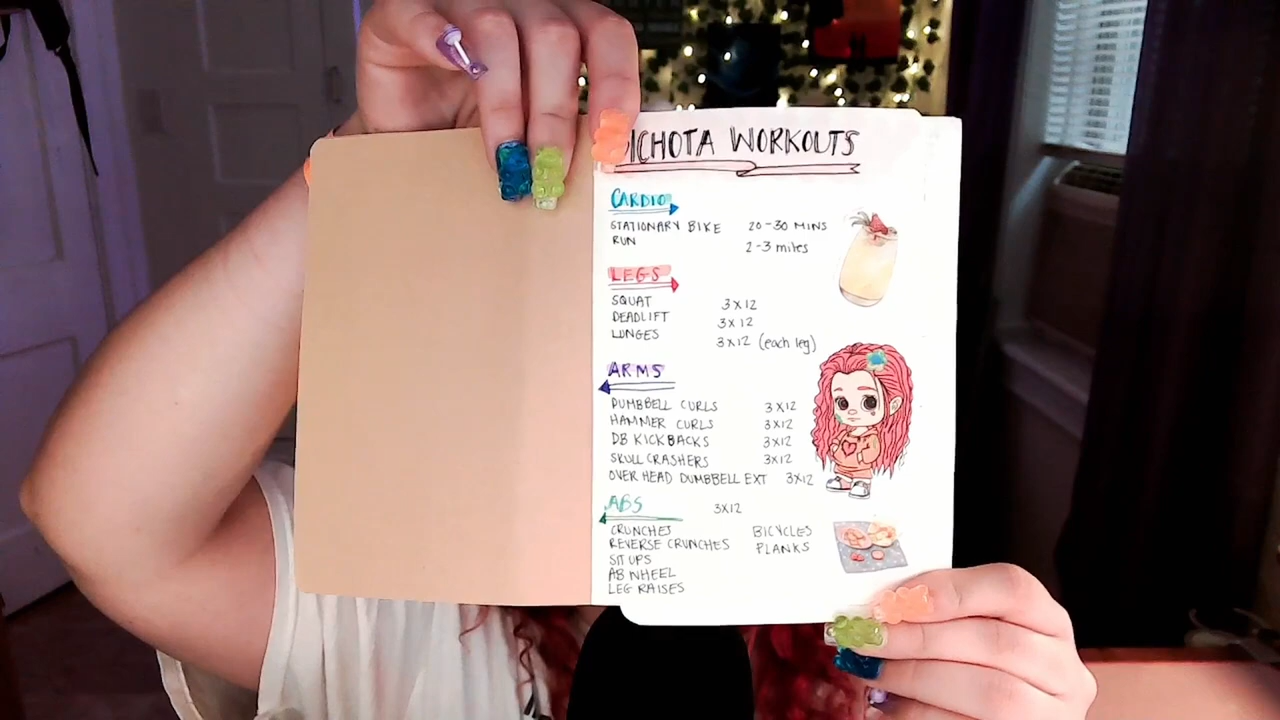 BICHOTA WORKOUTS
CARDIO
STATIONARY BIKE 20-30 MINS
RUN 2-3 miles
LEGS
SQUAT 3X12
DEADLIFT 3X12
LUNGES 3X12 (each leg)
ARMS
DUMBBELL CURLS 3X12
HAMMER CURLS 3X12
DB KICKBACKS 3X12
SKULL CRASHERS 3X12
OVER HEAD DUMBBELL EXT 3X12
ABS 3X12
CRUNCHES BICYCLES
REVERSE CRUNCHES PLANKS
SIT UPS
AB WHEEL
LEG RAISES